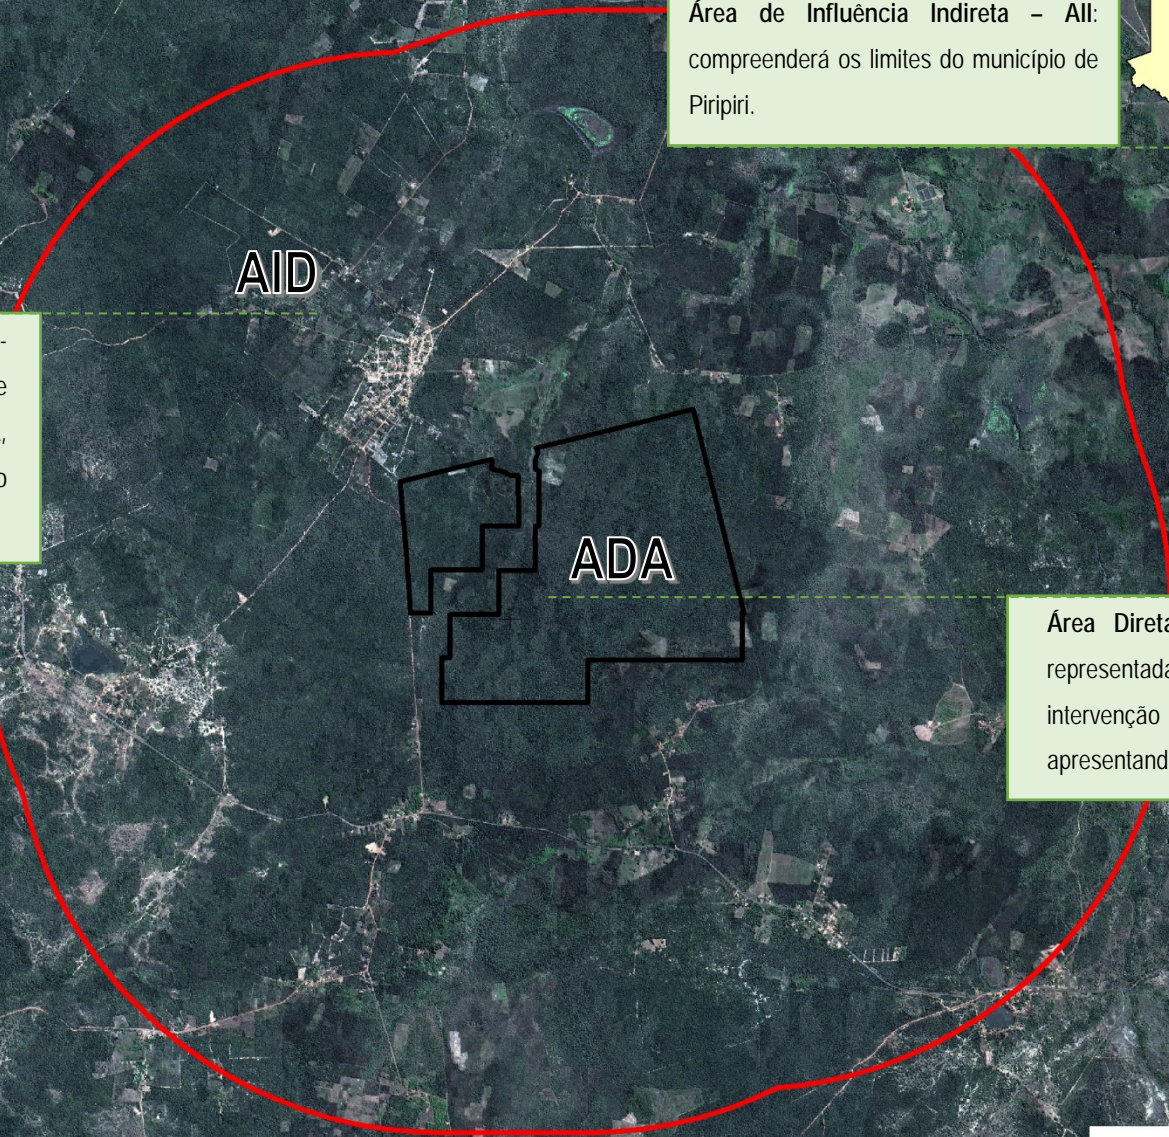 Área de Influência Indireta – AII:
compreenderá os limites do município de
Piripiri.
AID
-
e
,
o
ADA
Área Direta
representada
intervenção
apresentand